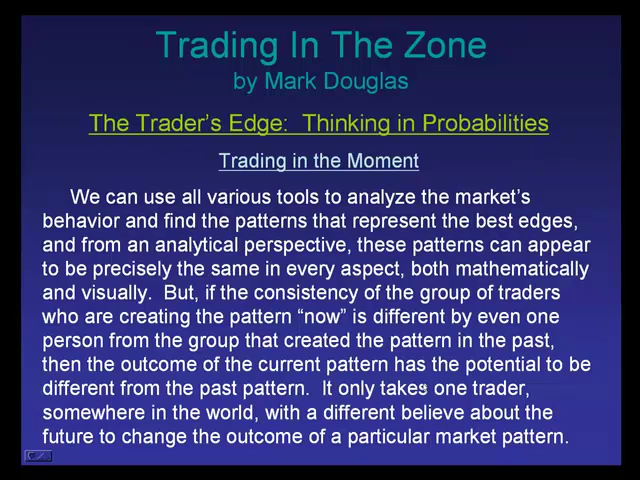 Trading In The Zone
by Mark Douglas
The Trader's Edge:  Thinking in Probabilities
Trading in the Moment
We can use all various tools to analyze the market's
behavior and find the patterns that represent the best edges,
and from an analytical perspective, these patterns can appear
to be precisely the same in every aspect, both mathematically
and visually.  But, if the consistency of the group of traders
who are creating the pattern “now” is different by even one
person from the group that created the pattern in the past,
then the outcome of the current pattern has the potential to be
different from the past pattern.  It only takes one trader,
somewhere in the world, with a different believe about the
future to change the outcome of a particular market pattern.